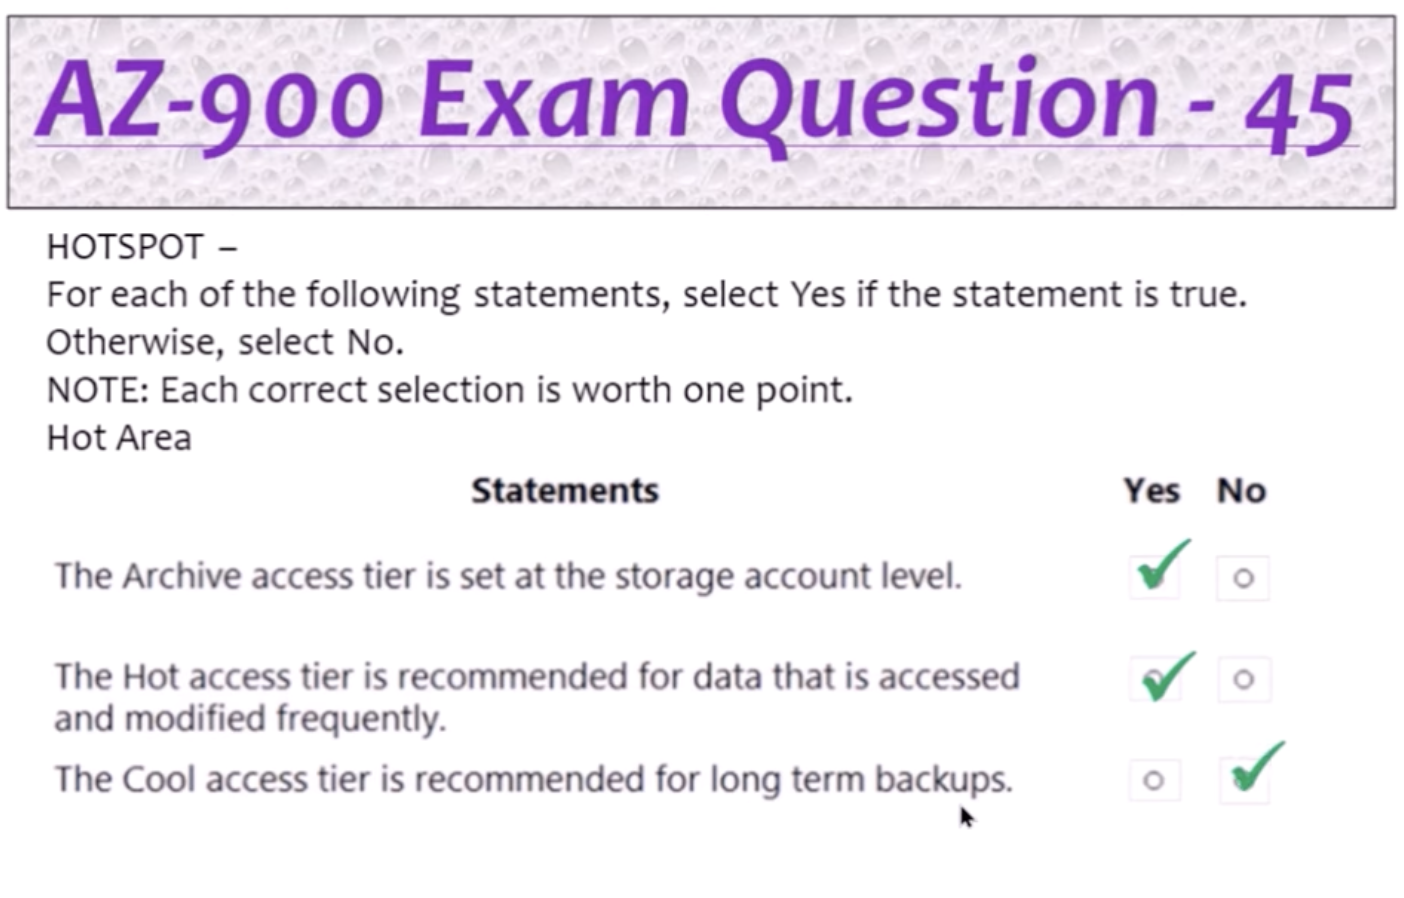 AZ-900 Exam Question - 45
HOTSPOT –
For each of the following statements, select Yes if the statement is true.
Otherwise, select No.
NOTE: Each correct selection is worth one point.
Hot Area
Statements Yes No
The Archive access tier is set at the storage account level.
The Hot access tier is recommended for data that is accessed
and modified frequently.
The Cool access tier is recommended for long term backups.